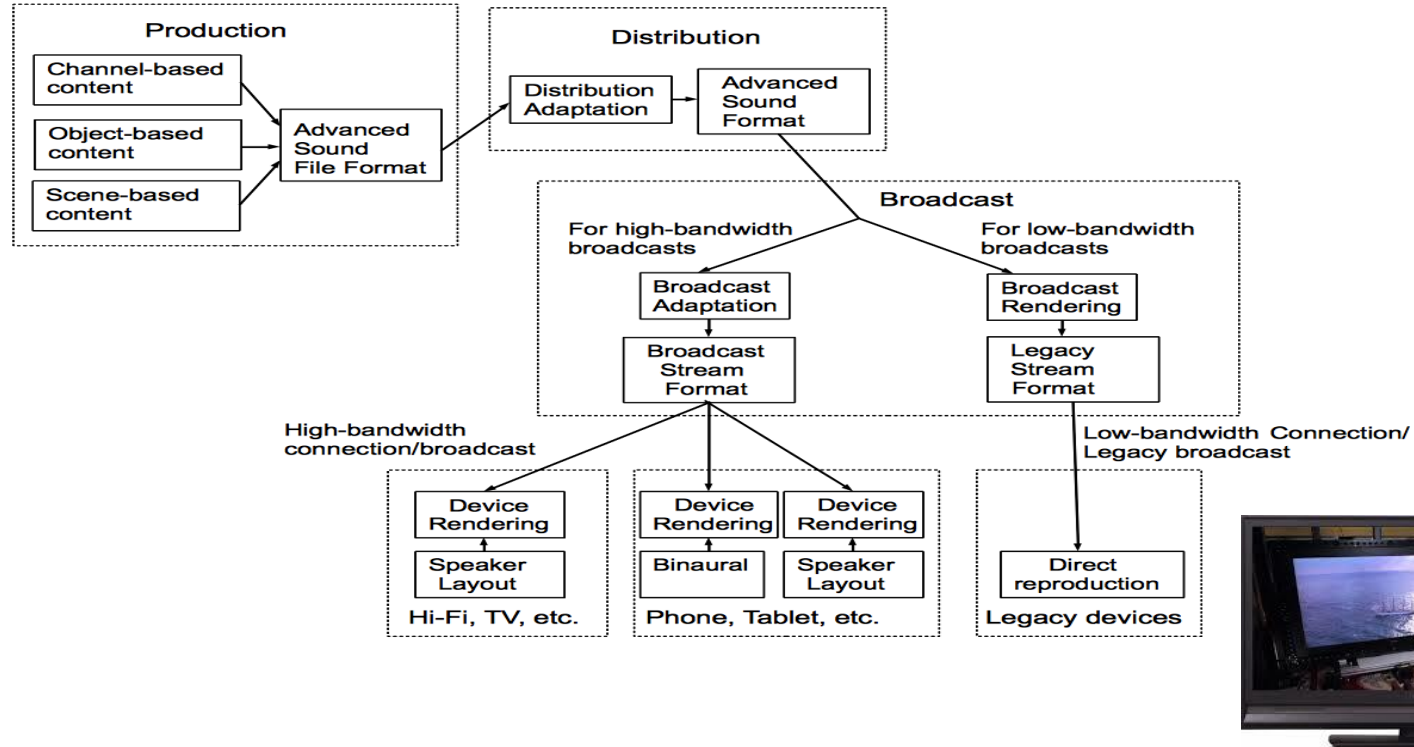 Production
Channel-based
content
Object-based
content
Scene-based
content
Advanced
Sound
File Format
Distribution
Distribution
Adaptation
Advanced
Sound
Format
Broadcast
For high-bandwidth
broadcasts
For low-bandwidth
broadcasts
Broadcast
Adaptation
Broadcast
Rendering
Broadcast
Stream
Format
Legacy
Stream
Format
High-bandwidth
connection/broadcast
Low-bandwidth Connection/
Legacy broadcast
Device
Rendering
Speaker
Layout
Hi-Fi, TV, etc.
Device
Rendering
Binaural
Device
Rendering
Speaker
Layout
Phone, Tablet, etc.
Direct
reproduction
Legacy devices